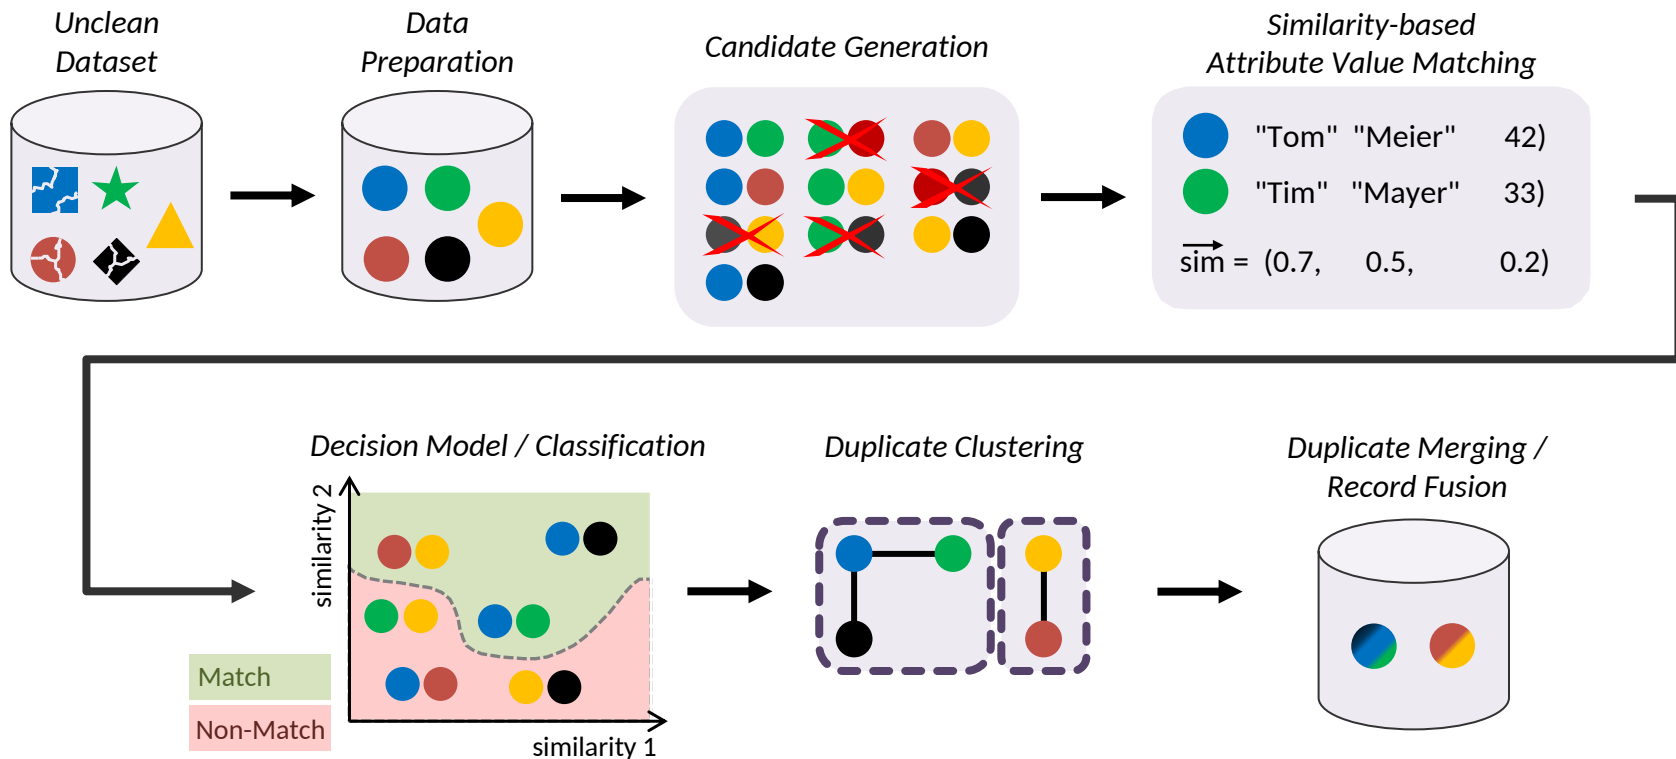 Unclean
Dataset
Data
Preparation
Candidate Generation
Similarity-based
Attribute Value Matching
"Tom" "Meier" 42)
"Tim" "Mayer" 33)
sim = (0.7, 0.5, 0.2)
Decision Model / Classification
similarity 2
Match
Non-Match
similarity 1
Duplicate Clustering
Duplicate Merging /
Record Fusion